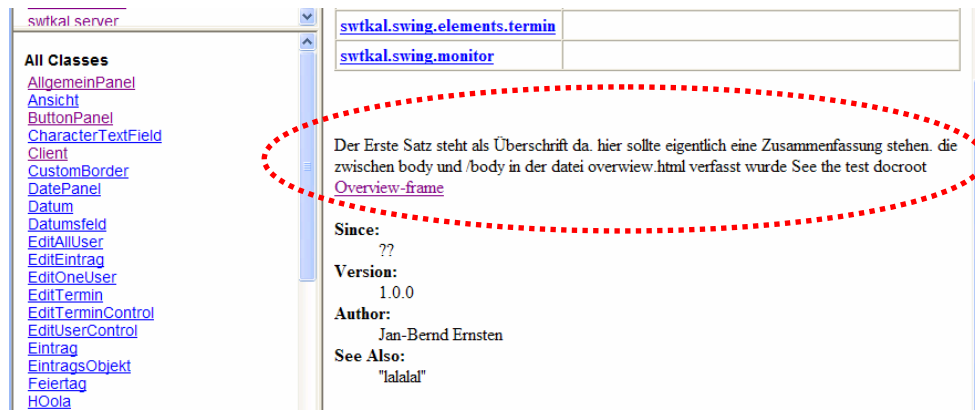 swtkal.server
All Classes
AllgemeinPanel
Ansicht
ButtonPanel
CharacterTextField
Client
CustomBorder
DatePanel
Datum
Datumsfeld
EditAllUser
EditEintrag
EditOneUser
EditTermin
EditTerminControl
EditUserControl
Eintrag
EintragsObjekt
Feiertag
HOola
swtkal.swing.elements.termin
swtkal.swing.monitor
Der Erste Satz steht als Überschrift da. hier sollte eigentlich eine Zusammenfassung stehen. die
zwischen body und /body in der datei overwiew.html verfasst wurde See the test docroot
Overview-frame
Since:
??
Version:
1.0.0
Author:
Jan-Bernd Ernsten
See Also:
"lalalal"